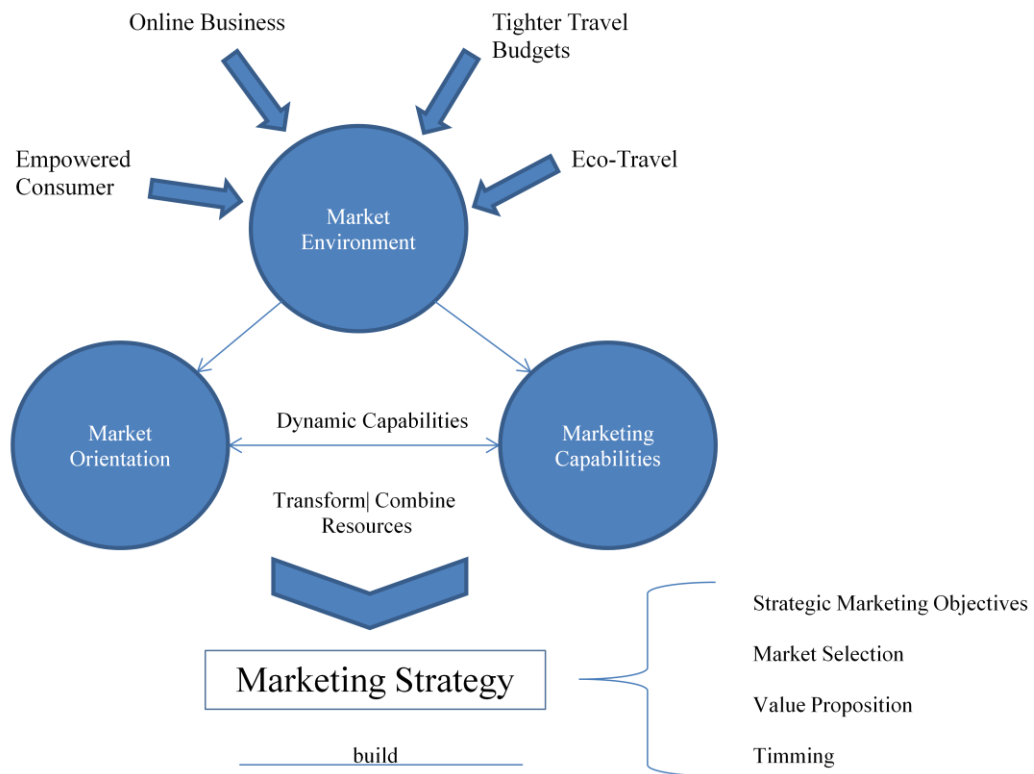 Online Business
Tighter Travel
Budgets
Empowered
Consumer
Eco-Travel
Market
Environment
Market
Orientation
Dynamic Capabilities
Marketing
Capabilities
Transform| Combine
Resources
Marketing Strategy
Strategic Marketing Objectives
Market Selection
Value Proposition
Timming
build